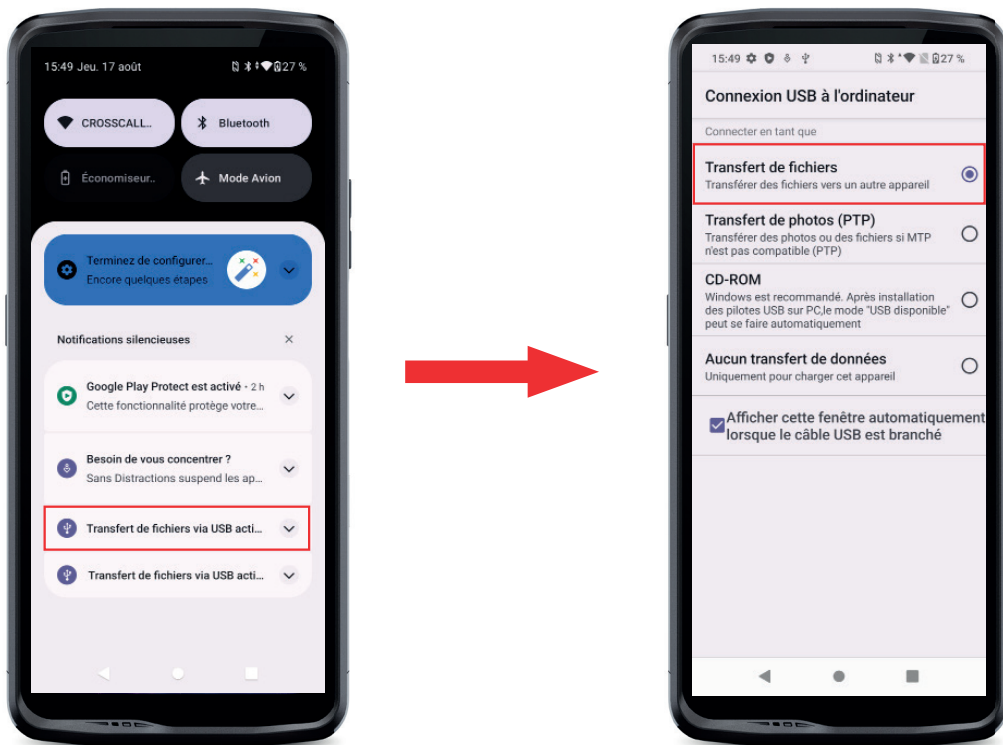 15:49 Jeu. 17 août
27 %
CROSSCALL..
Bluetooth
Économiseur..
Mode Avion
Terminez de configurer...
Encore quelques étapes
Notifications silencieuses
Google Play Protect est activé · 2 h
Cette fonctionnalité protège votre...
Besoin de vous concentrer ?
Sans Distractions suspend les ap...
Transfert de fichiers via USB acti...
Transfert de fichiers via USB acti...
15:49
27 %
Connexion USB à l'ordinateur
Connecter en tant que
Transfert de fichiers
Transférer des fichiers vers un autre appareil
Transfert de photos (PTP)
Transférer des photos ou des fichiers si MTP
n'est pas compatible (PTP)
CD-ROM
Windows est recommandé. Après installation
des pilotes USB sur PC,le mode "USB disponible"
peut se faire automatiquement
Aucun transfert de données
Uniquement pour charger cet appareil
Afficher cette fenêtre automatiquement
lorsque le câble USB est branché